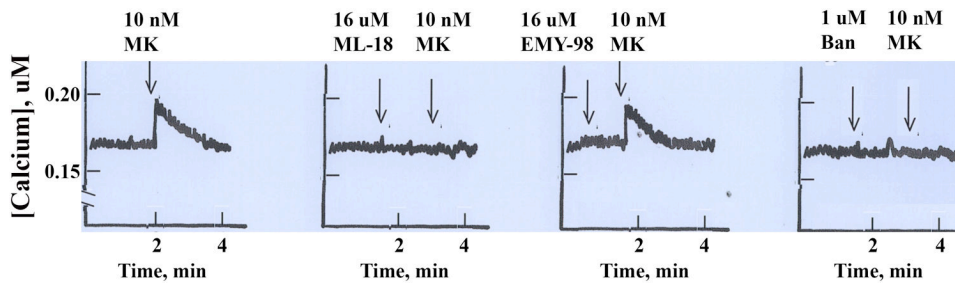 10 nM
MK
16 uM
ML-18
10 nM
MK
16 uM
EMY-98
10 nM
MK
1 uM
Ban
10 nM
MK
[Calcium], uM
0.20
0.15
2
4
Time, min
2
4
Time, min
2
4
Time, min
2
4
Time, min